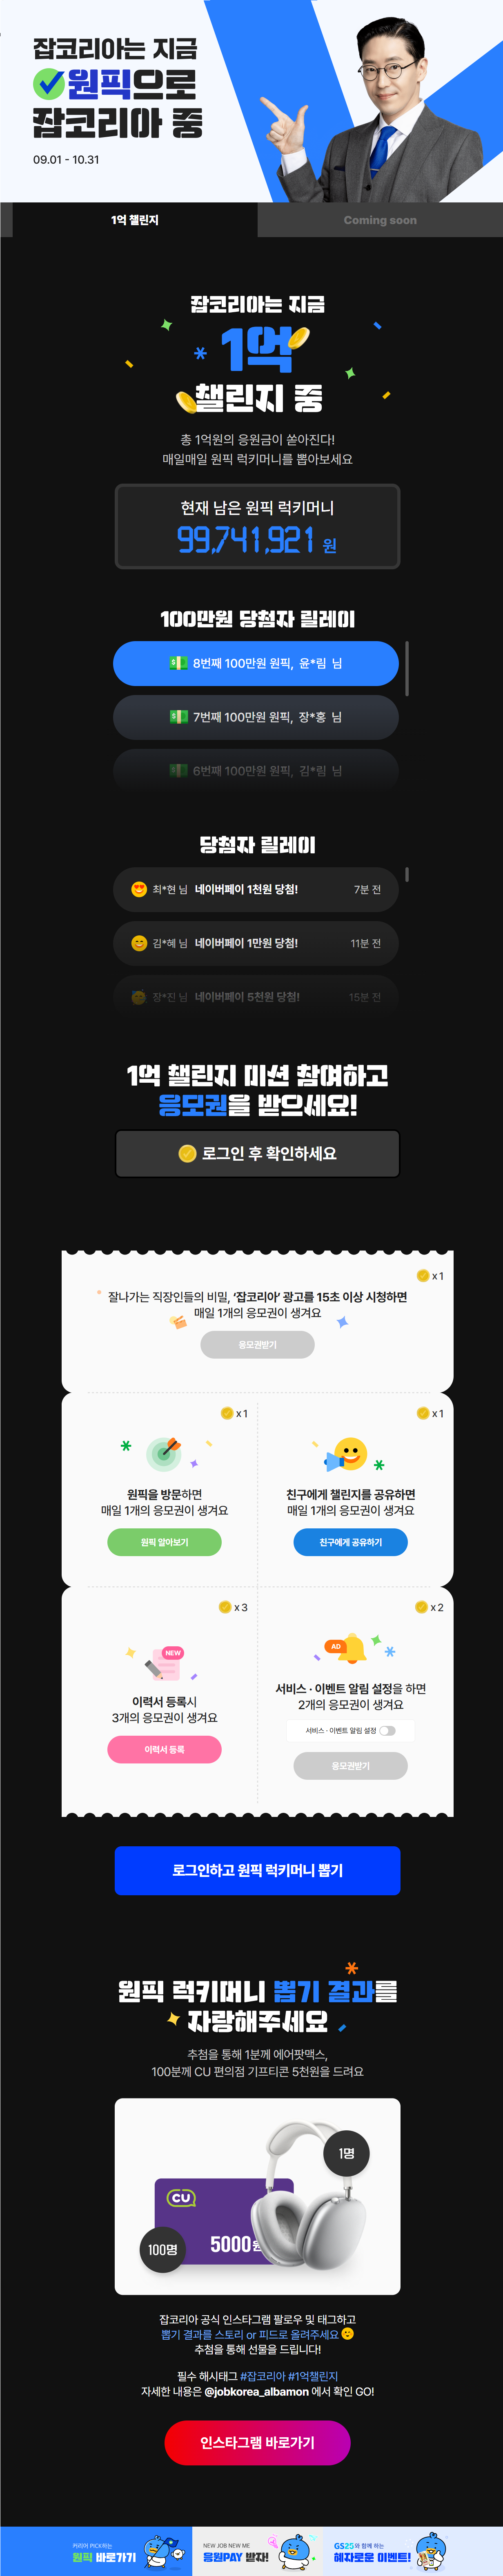 잡코리아는 지금
원픽으로
잡코리아 중
09.01 - 10.31
1억 챌린지
Coming soon
잡코리아는 지금
1억
챌린지 중
총 1억원의 응원금이 쏟아진다!
매일매일 원픽 럭키머니를 뽑아보세요
현재 남은 원픽 럭키머니
99,741,921 원
100만원 당첨자 릴레이
8번째 100만원 원픽, 윤*림 님
7번째 100만원 원픽, 장*홍 님
6번째 100만원 원픽, 김*림 님
당첨자 릴레이
최*현 님 네이버페이 1천원 당첨! 7분 전
김*혜 님 네이버페이 1만원 당첨! 11분 전
장*진 님 네이버페이 5천원 당첨! 15분 전
1억 챌린지 미션 참여하고
응모권을 받으세요!
로그인 후 확인하세요
x 1
잘나가는 직장인들의 비밀, ‘잡코리아’ 광고를 15초 이상 시청하면
매일 1개의 응모권이 생겨요
응모권받기
x 1
원픽을 방문하면
매일 1개의 응모권이 생겨요
원픽 알아보기
x 1
친구에게 챌린지를 공유하면
매일 1개의 응모권이 생겨요
친구에게 공유하기
x 3
NEW
이력서 등록시
3개의 응모권이 생겨요
이력서 등록
x 2
AD
서비스 · 이벤트 알림 설정을 하면
2개의 응모권이 생겨요
서비스 · 이벤트 알림 설정
응모권받기
로그인하고 원픽 럭키머니 뽑기
원픽 럭키머니 뽑기 결과를
자랑해주세요
추첨을 통해 1분께 에어팟맥스,
100분께 CU 편의점 기프티콘 5천원을 드려요
1명
CU
5000원
100명
잡코리아 공식 인스타그램 팔로우 및 태그하고
뽑기 결과를 스토리 or 피드로 올려주세요
추첨을 통해 선물을 드립니다!
필수 해시태그 #잡코리아 #1억챌린지
자세한 내용은 @jobkorea_albamon 에서 확인 GO!
인스타그램 바로가기
커리어 PICK하는
원픽 바로가기
NEW JOB NEW ME
응원PAY 받자!
GS25와 함께 하는
혜자로운 이벤트!